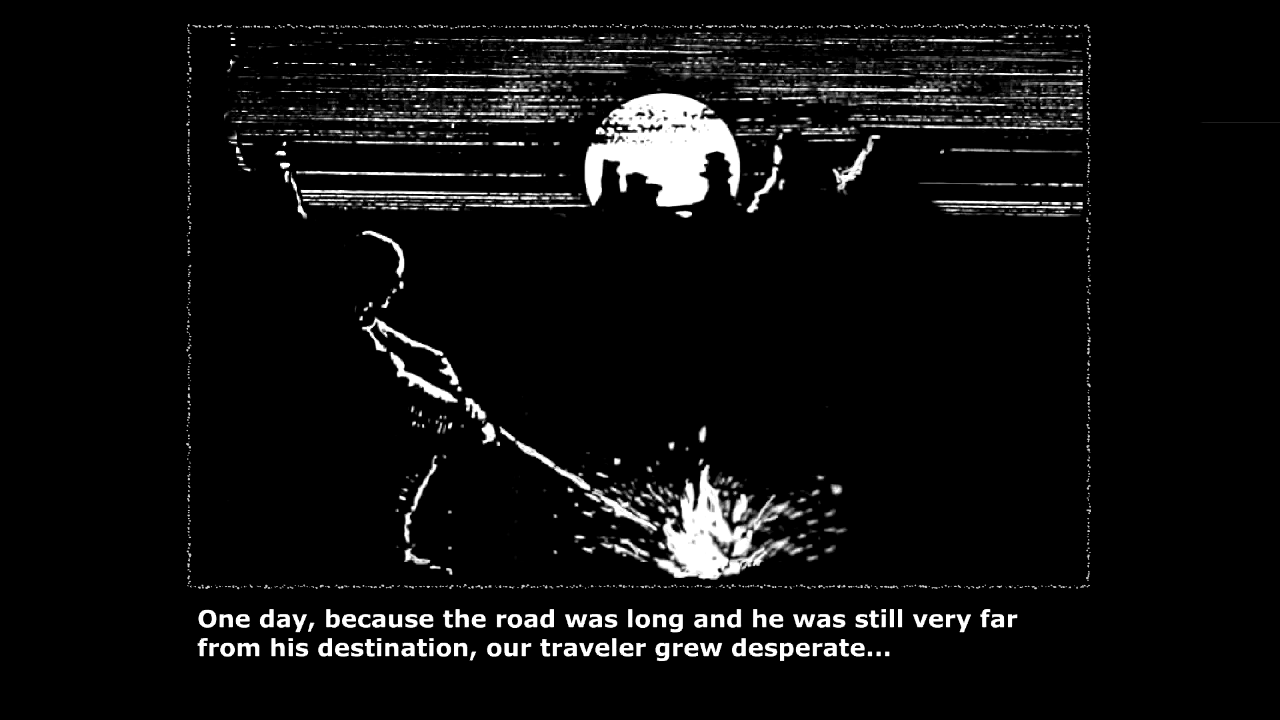 One day, because the road was long and he was still very far
from his destination, our traveler grew desperate...